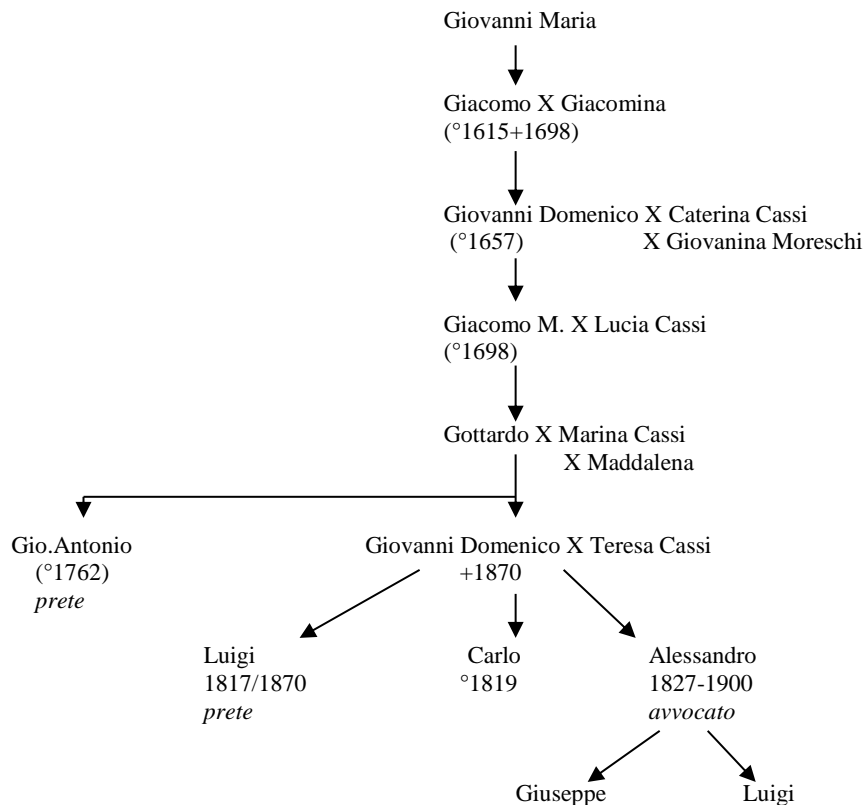 Giovanni Maria
Giacomo X Giacomina
(°1615+1698)
Giovanni Domenico X Caterina Cassi
(°1657) X Giovanina Moreschi
Giacomo M. X Lucia Cassi
(°1698)
Gottardo X Marina Cassi
X Maddalena
Gio.Antonio
(°1762)
prete
Giovanni Domenico X Teresa Cassi
+1870
Luigi
1817/1870
prete
Carlo
°1819
Alessandro
1827-1900
avvocato
Giuseppe
Luigi